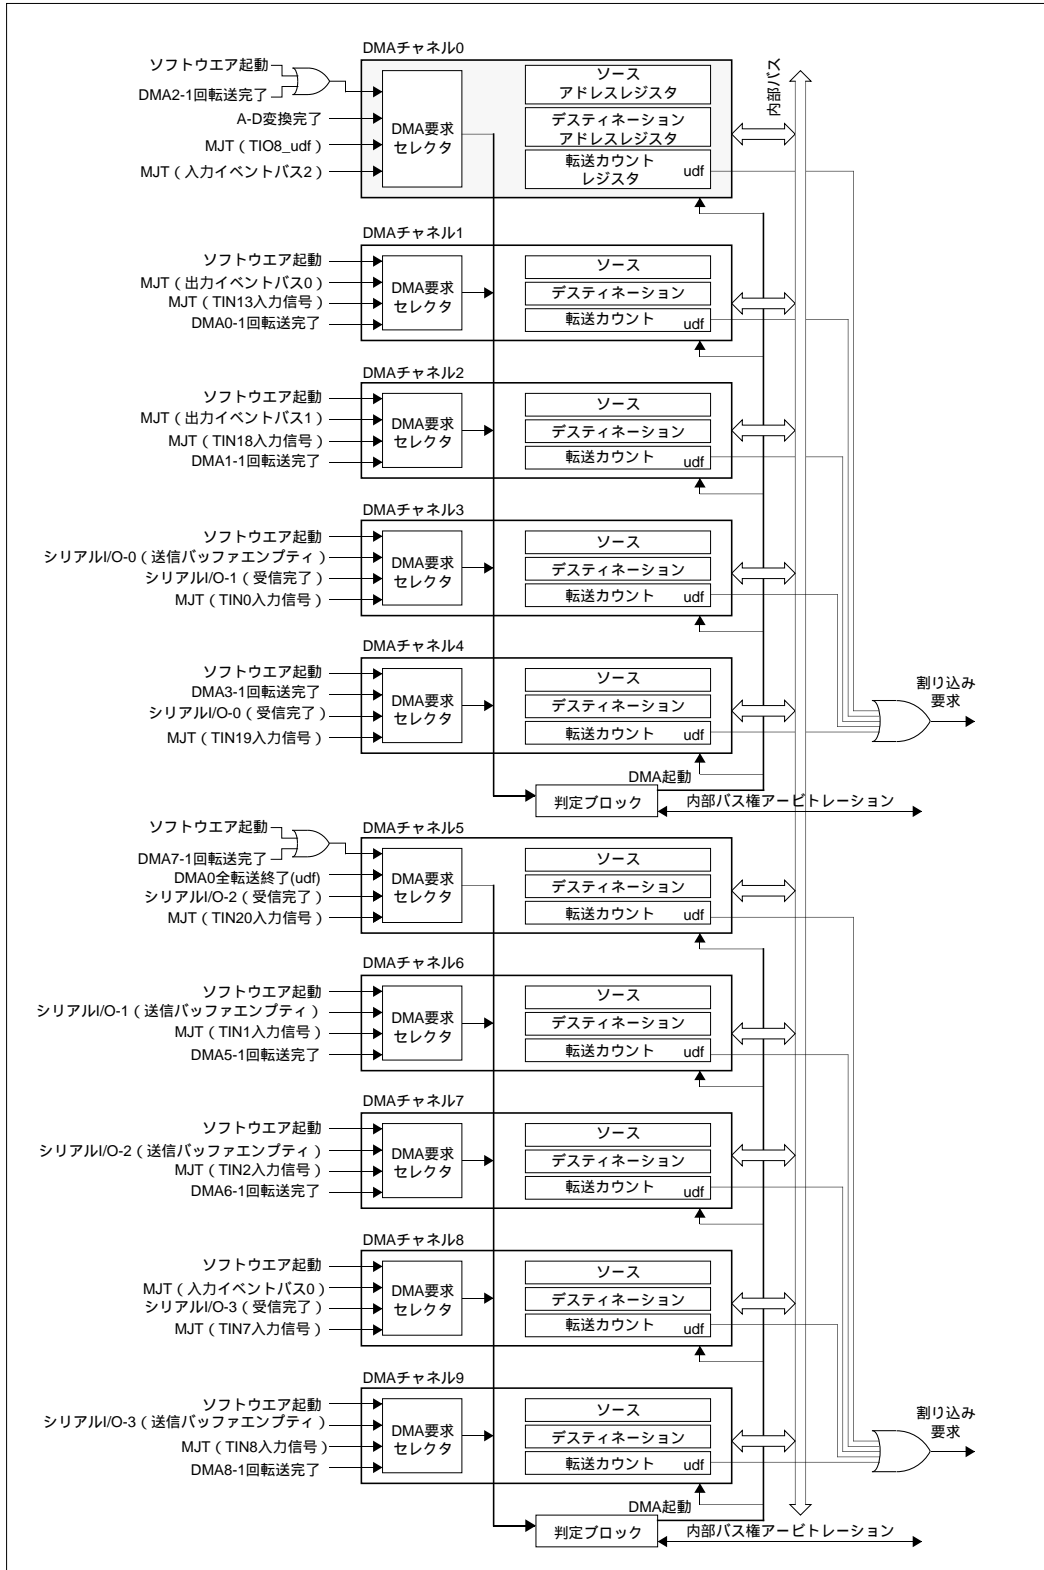 DMAチャネル0
ソフトウエア起動
DMA2-1回転送完了
A-D変換完了
MJT(TIO8_udf)
MJT(入力イベントバス2)
DMA要求
セレクタ
ソース
アドレスレジスタ
デスティネーション
アドレスレジスタ
転送カウント
レジスタ
udf
内部バス
DMAチャネル1
ソフトウエア起動
MJT(出力イベントバス0)
MJT(TIN13入力信号)
DMA0-1回転送完了
DMA要求
セレクタ
ソース
デスティネーション
転送カウント
udf
DMAチャネル2
ソフトウエア起動
MJT(出力イベントバス1)
MJT(TIN18入力信号)
DMA1-1回転送完了
DMA要求
セレクタ
ソース
デスティネーション
転送カウント
udf
DMAチャネル3
ソフトウエア起動
シリアルI/O-0(送信バッファエンプティ)
シリアルI/O-1(受信完了)
MJT(TIN0入力信号)
DMA要求
セレクタ
ソース
デスティネーション
転送カウント
udf
DMAチャネル4
ソフトウエア起動
DMA3-1回転送完了
シリアルI/O-0(受信完了)
MJT(TIN19入力信号)
DMA要求
セレクタ
ソース
デスティネーション
転送カウント
udf
割り込み
要求
DMA起動
判定ブロック
内部バス権アービトレーション
DMAチャネル5
ソフトウエア起動
DMA7-1回転送完了
DMA0全転送終了(udf)
シリアルI/O-2(受信完了)
MJT(TIN20入力信号)
DMA要求
セレクタ
ソース
デスティネーション
転送カウント
udf
DMAチャネル6
ソフトウエア起動
シリアルI/O-1(送信バッファエンプティ)
MJT(TIN1入力信号)
DMA5-1回転送完了
DMA要求
セレクタ
ソース
デスティネーション
転送カウント
udf
DMAチャネル7
ソフトウエア起動
シリアルI/O-2(送信バッファエンプティ)
MJT(TIN2入力信号)
DMA6-1回転送完了
DMA要求
セレクタ
ソース
デスティネーション
転送カウント
udf
DMAチャネル8
ソフトウエア起動
MJT(入力イベントバス0)
シリアルI/O-3(受信完了)
MJT(TIN7入力信号)
DMA要求
セレクタ
ソース
デスティネーション
転送カウント
udf
DMAチャネル9
ソフトウエア起動
シリアルI/O-3(送信バッファエンプティ)
MJT(TIN8入力信号)
DMA8-1回転送完了
DMA要求
セレクタ
ソース
デスティネーション
転送カウント
udf
割り込み
要求
DMA起動
判定ブロック
内部バス権アービトレーション